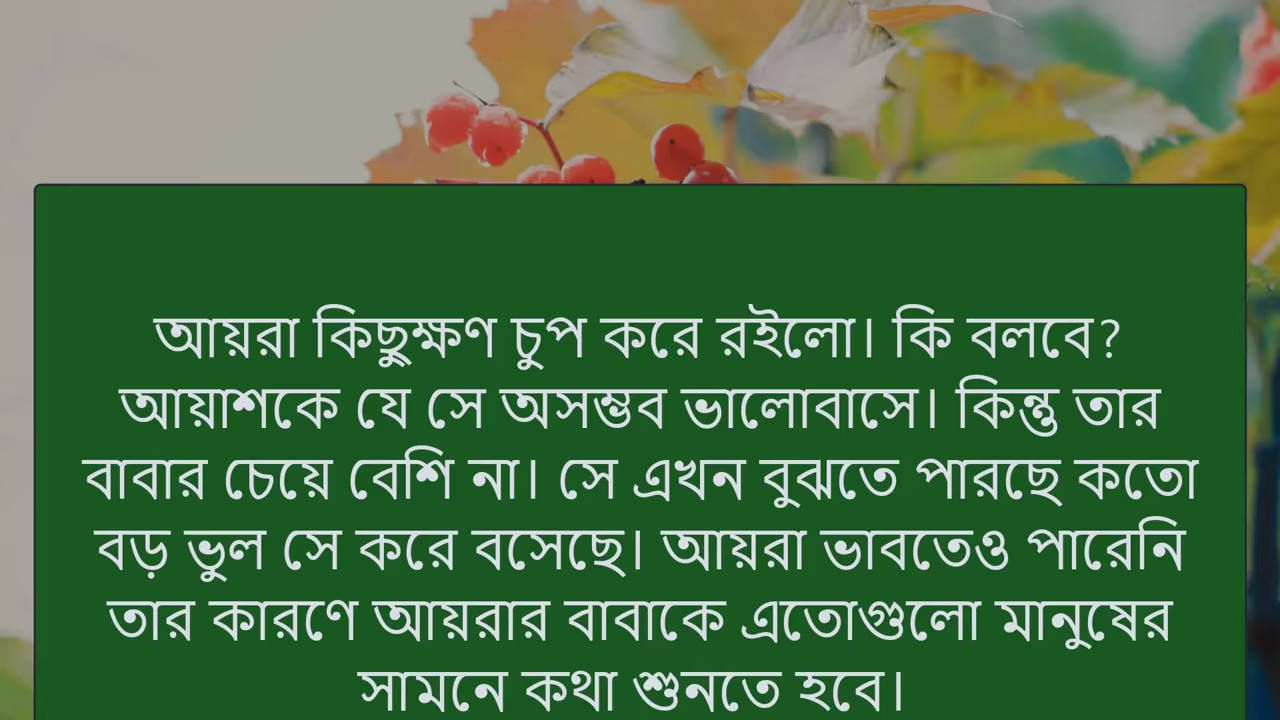 আয়রা কিছুক্ষণ চুপ করে রইলো। কি বলবে?
আয়াশকে যে সে অসম্ভব ভালোবাসে। কিন্তু তার
বাবার চেয়ে বেশি না। সে এখন বুঝতে পারছে কতো
বড় ভুল সে করে বসেছে। আয়রা ভাবতেও পারেনি
তার কারণে আয়রার বাবাকে এতোগুলো মানুষের
সামনে কথা শুনতে হবে।